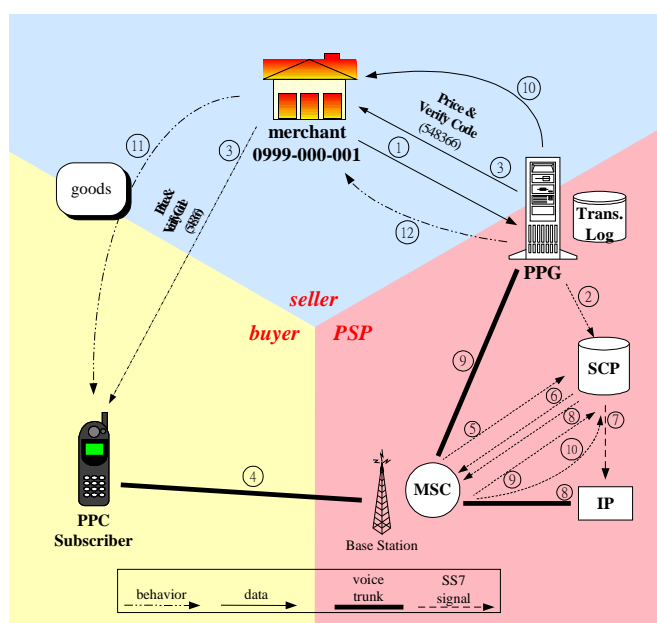 ⑩
Price &
Verify Code
(548366)
⑪
③
merchant
0999-000-001
①
③
goods
Verify Code
⑫
Trans.
Log
PPG
②
seller
buyer
PSP
⑨
SCP
⑤
⑥
⑧
⑦
⑩
⑨
④
MSC
⑧
IP
PPC
Subscriber
Base Station
behavior
data
voice
trunk
SS7
signal